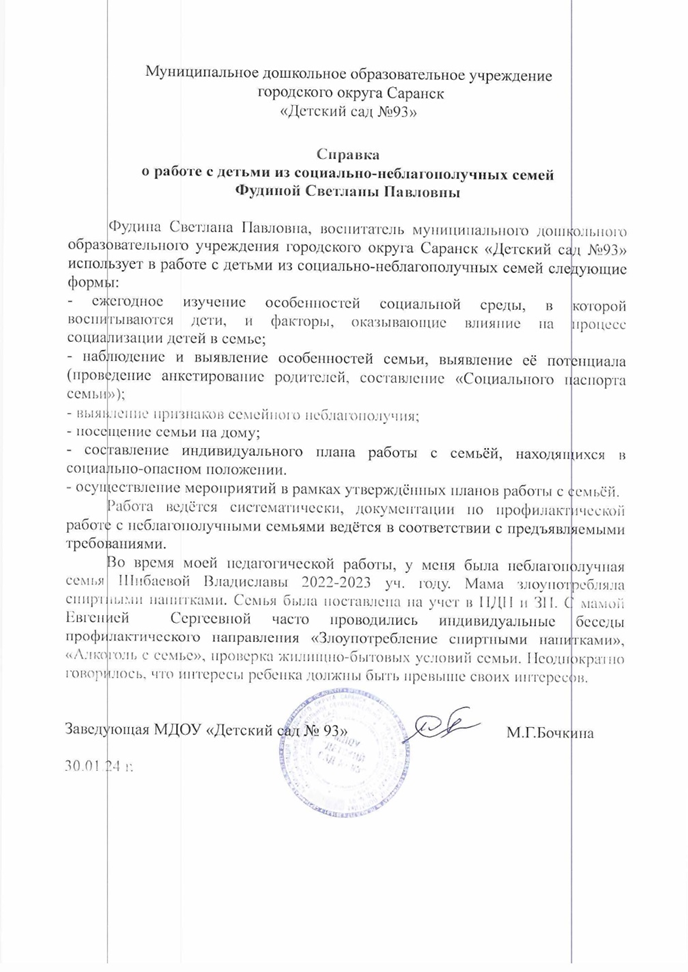 Муниципальное дошкольное образовательное учреждение
городского округа Саранск
«Детский сад №93»
Справка
о работе с детьми из социально-неблагополучных семей
Фудиной Светланы Павловны
Фудина Светлана Павловна, воспитатель муниципального дошкольного
образовательного учреждения городского округа Саранск «Детский сад №93»
использует в работе с детьми из социально-неблагополучных семей следующие
формы:
- ежегодное изучение особенностей социальной среды, в которой
воспитываются дети, и факторы, оказывающие влияние на процесс
социализации детей в семье;
- наблюдение и выявление особенностей семьи, выявление её потенциала
(проведение анкетирование родителей, составление «Социального паспорта
семьи»);
- выявление признаков семейного неблагополучия;
- посещение семьи на дому;
- составление индивидуального плана работы с семьёй, находящихся в
социально-опасном положении.
- осуществление мероприятий в рамках утверждённых планов работы с семьёй.
Работа ведётся систематически, документации по профилактической
работе с неблагополучными семьями ведётся в соответствии с предъявляемыми
требованиями.
Во время моей педагогической работы, у меня была неблагополучная
семья Шибаевой Владиславы 2022-2023 уч. году. Мама злоупотребляла
спиртными напитками. Семья была поставлена на учет в ПДН и ЗП. С мамой
Евгенией Сергеевной часто проводились индивидуальные беседы
профилактического направления «Злоупотребление спиртными напитками»,
«Алкоголь с семье», проверка жилищно-бытовых условий семьи. Неоднократно
говорилось, что интересы ребенка должны быть превыше своих интересов.
Заведующая МДОУ «Детский сад № 93» М.Г.Бочкина
30.01.24 г.